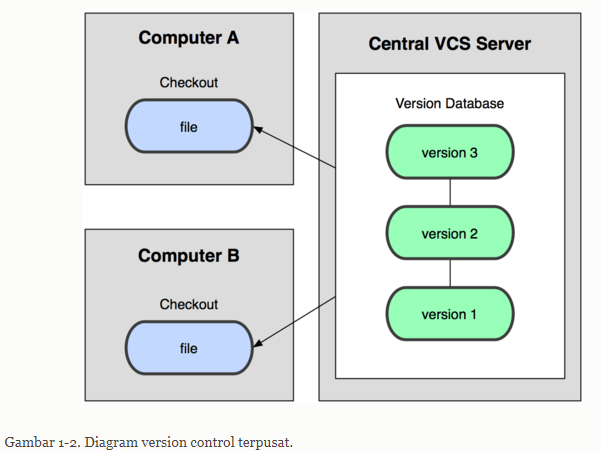 Computer A
Checkout
file
Computer B
Checkout
file
Central VCS Server
Version Database
version 3
version 2
version 1
Gambar 1-2. Diagram version control terpusat.